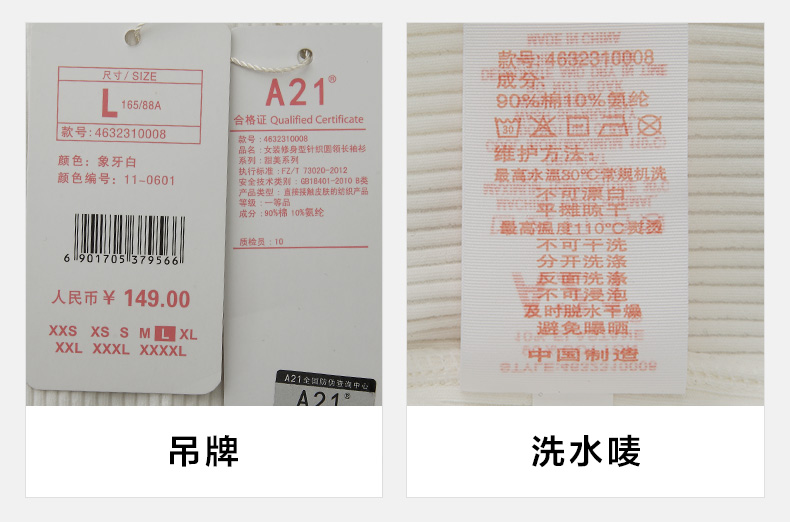 尺寸 / SIZE
L 165/88A
款号: 4632310008
颜色: 象牙白
颜色编号: 11-0601
6 901705 379566
人民币 ¥ 149.00
XXS XS S M L XL
XXL XXXL XXXXL
A21®
合格证 Qualified Certificate
款号 : 4632310008
品名 : 女装修身型针织圆领长袖衫
系列 : 甜美系列
执行标准 : FZ/T 73020-2012
安全技术类别 : GB18401-2010 B类
产品类型 : 直接接触皮肤的纺织产品
等级 : 一等品
成分 : 90%棉 10%氨纶
质检员 : 10
A21全国防伪查询中心
A21®
吊牌
款号: 4632310008
成分:
90%棉10%氨纶
30
维护方法:
最高水温30℃常规机洗
不可漂白
平摊晾干
最高温度110℃熨烫
不可干洗
分开洗涤
反面洗涤
不可浸泡
及时脱水干燥
避免曝晒
中国制造
洗水唛